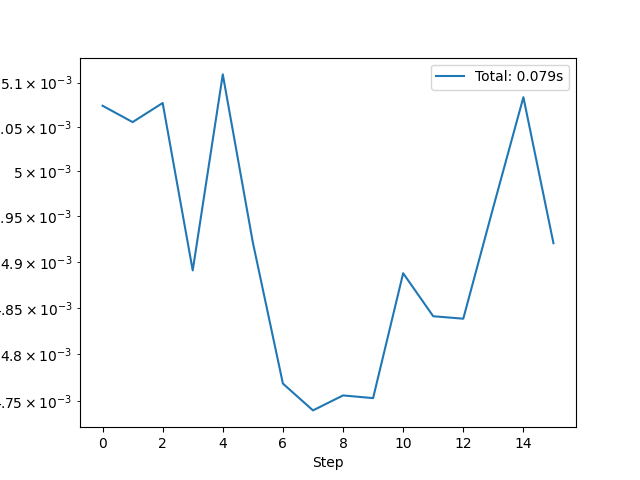 Total: 0.079s
5.1 × 10⁻³
.05 × 10⁻³
5 × 10⁻³
.95 × 10⁻³
4.9 × 10⁻³
4.85 × 10⁻³
4.8 × 10⁻³
4.75 × 10⁻³
0 2 4 6 8 10 12 14
Step